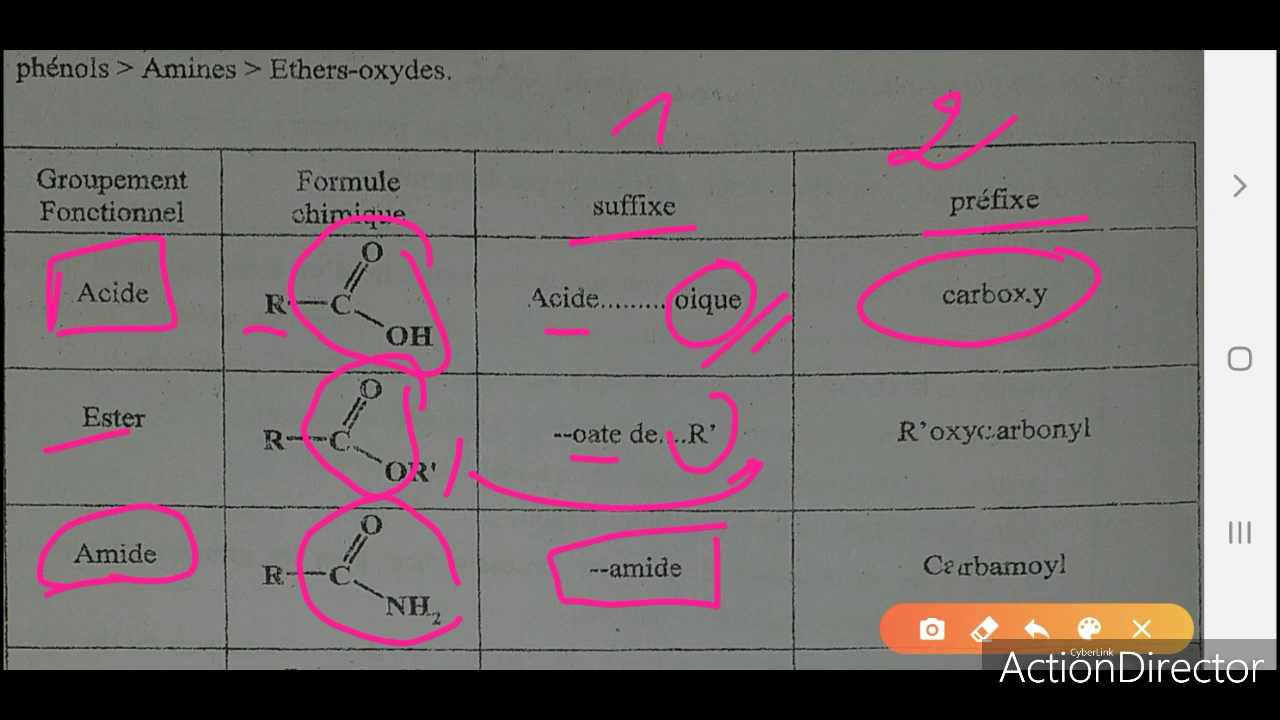 phénols > Amines > Ethers-oxydes.
1
2
Groupement
Fonctionnel
Formule
chimique
suffixe
préfixe
Acide
R—C
O
OH
Acide.........oique
carboxy
Ester
R—C
O
OR'
--oate de....R'
R'oxycarbonyl
Amide
R—C
O
NH2
--amide
Carbamoyl
CyberLink
ActionDirector